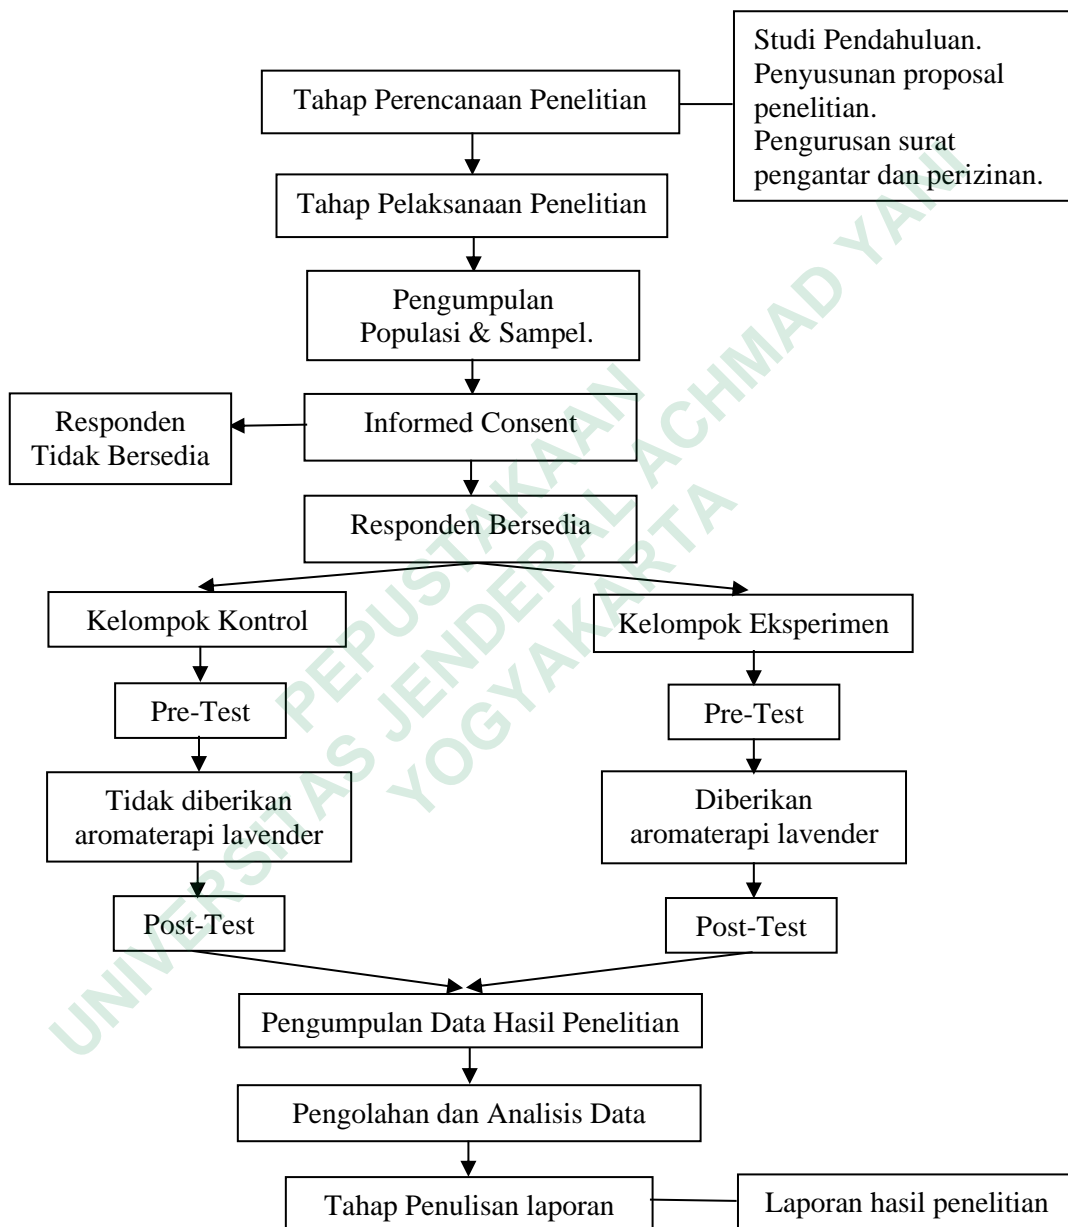 Tahap Perencanaan Penelitian
Studi Pendahuluan.
Penyusunan proposal
penelitian.
Pengurusan surat
pengantar dan perizinan.
Tahap Pelaksanaan Penelitian
Pengumpulan
Populasi & Sampel.
Responden
Tidak Bersedia
Informed Consent
Responden Bersedia
Kelompok Kontrol
Kelompok Eksperimen
Pre-Test
Pre-Test
Tidak diberikan
aromaterapi lavender
Diberikan
aromaterapi lavender
Post-Test
Post-Test
Pengumpulan Data Hasil Penelitian
Pengolahan dan Analisis Data
Tahap Penulisan laporan
Laporan hasil penelitian
PEPUSTAKAAN
UNIVERSITAS JENDERAL ACHMAD YANI
YOGYAKARTA